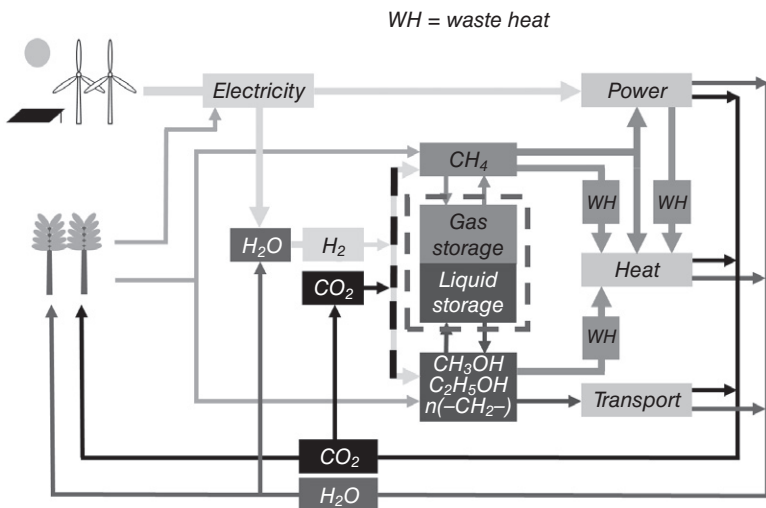 WH = waste heat
Electricity
Power
CH₄
WH
WH
Gas
storage
H₂O
H₂
Heat
CO₂
Liquid
storage
WH
CH₃OH
C₂H₅OH
n(–CH₂–)
Transport
CO₂
H₂O